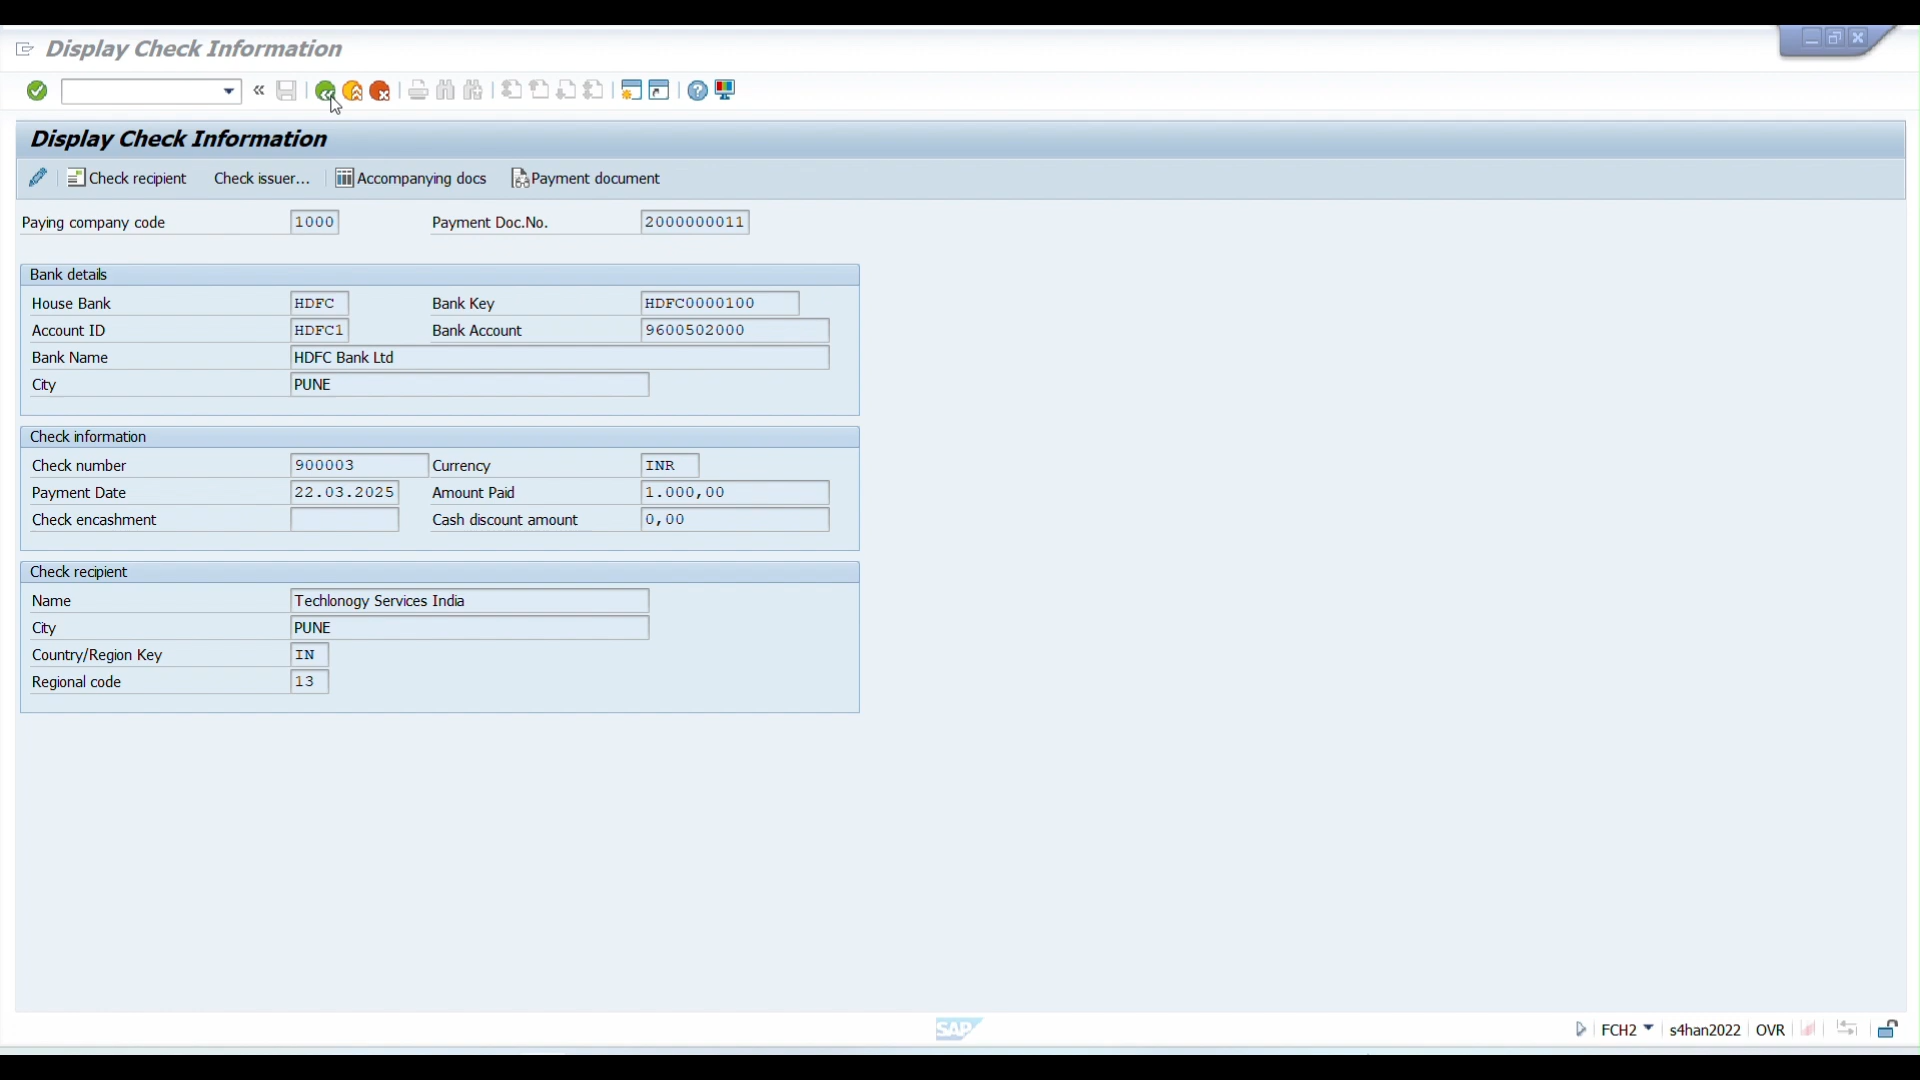 Display Check Information
«
Display Check Information
Check recipient Check issuer... Accompanying docs Payment document
Paying company code 1000 Payment Doc.No. 2000000011
Bank details
House Bank HDFC Bank Key HDFC0000100
Account ID HDFC1 Bank Account 9600502000
Bank Name HDFC Bank Ltd
City PUNE
Check information
Check number 900003 Currency INR
Payment Date 22.03.2025 Amount Paid 1.000,00
Check encashment Cash discount amount 0,00
Check recipient
Name Techlonogy Services India
City PUNE
Country/Region Key IN
Regional code 13
SAP FCH2 s4han2022 OVR